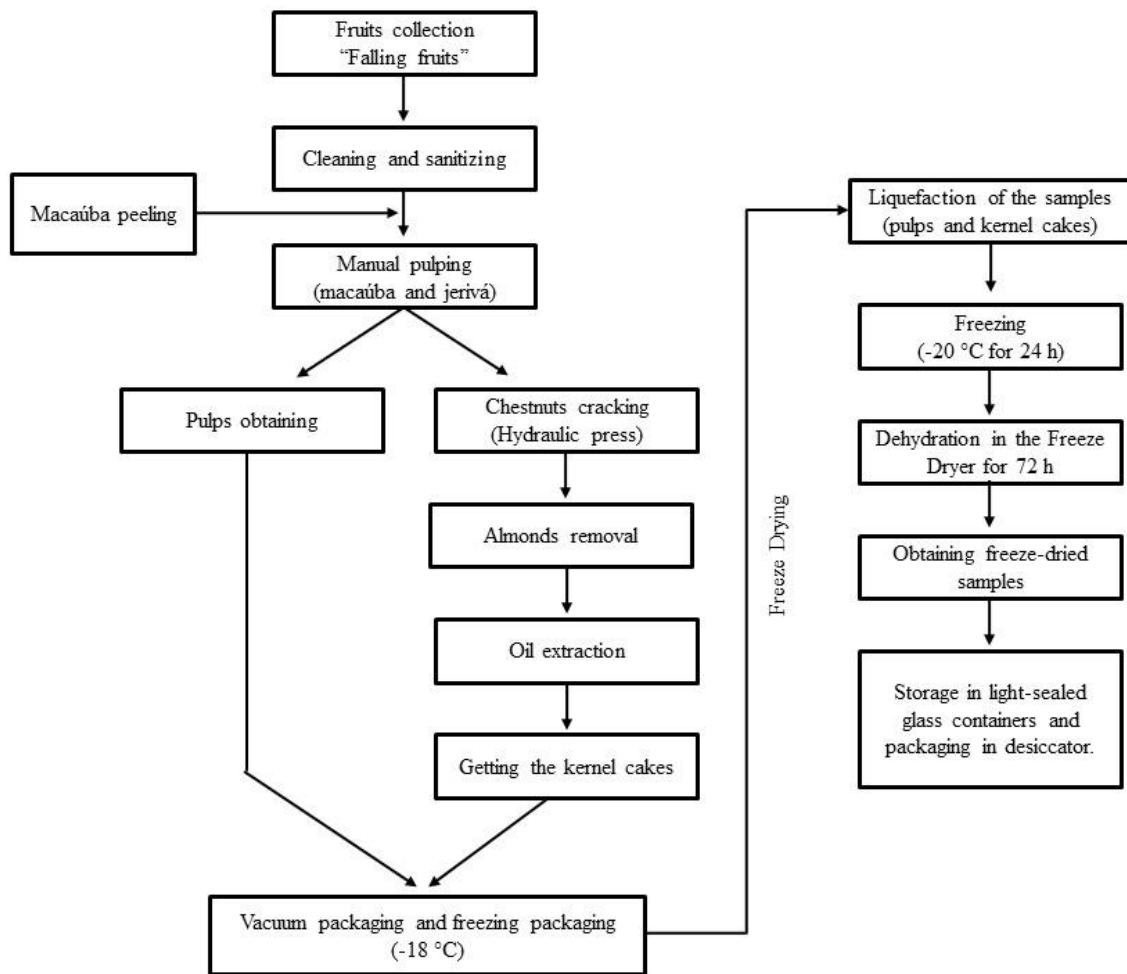 Fruits collection
“Falling fruits”
Cleaning and sanitizing
Macaúba peeling
Manual pulping
(macaúba and jerivá)
Pulps obtaining
Chestnuts cracking
(Hydraulic press)
Almonds removal
Oil extraction
Getting the kernel cakes
Vacuum packaging and freezing packaging
(-18 °C)
Freeze Drying
Liquefaction of the samples
(pulps and kernel cakes)
Freezing
(-20 °C for 24 h)
Dehydration in the Freeze
Dryer for 72 h
Obtaining freeze-dried
samples
Storage in light-sealed
glass containers and
packaging in desiccator.